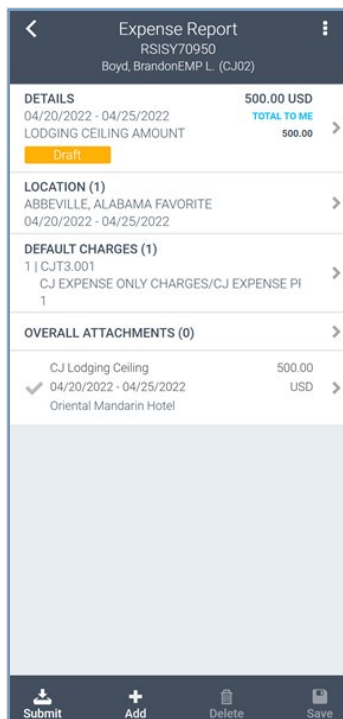 Expense Report
RSISY70950
Boyd, BrandonEMP L. (CJ02)
DETAILS 500.00 USD
04/20/2022 - 04/25/2022 TOTAL TO ME
LODGING CEILING AMOUNT 500.00
Draft
LOCATION (1)
ABBEVILLE, ALABAMA FAVORITE
04/20/2022 - 04/25/2022
DEFAULT CHARGES (1)
1 | CJT3.001
CJ EXPENSE ONLY CHARGES/CJ EXPENSE PF
1
OVERALL ATTACHMENTS (0)
CJ Lodging Ceiling 500.00
04/20/2022 - 04/25/2022 USD
Oriental Mandarin Hotel
Submit Add Delete Save